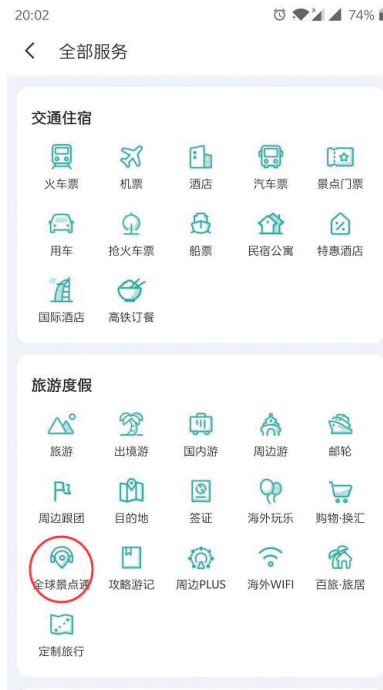 20:02
74%
全部服务
交通住宿
火车票 机票 酒店 汽车票 景点门票
用车 抢火车票 船票 民宿公寓 特惠酒店
国际酒店 高铁订餐
旅游度假
旅游 出境游 国内游 周边游 邮轮
周边跟团 目的地 签证 海外玩乐 购物·换汇
全球景点通 攻略游记 周边PLUS 海外WIFI 百旅·旅居
定制旅行